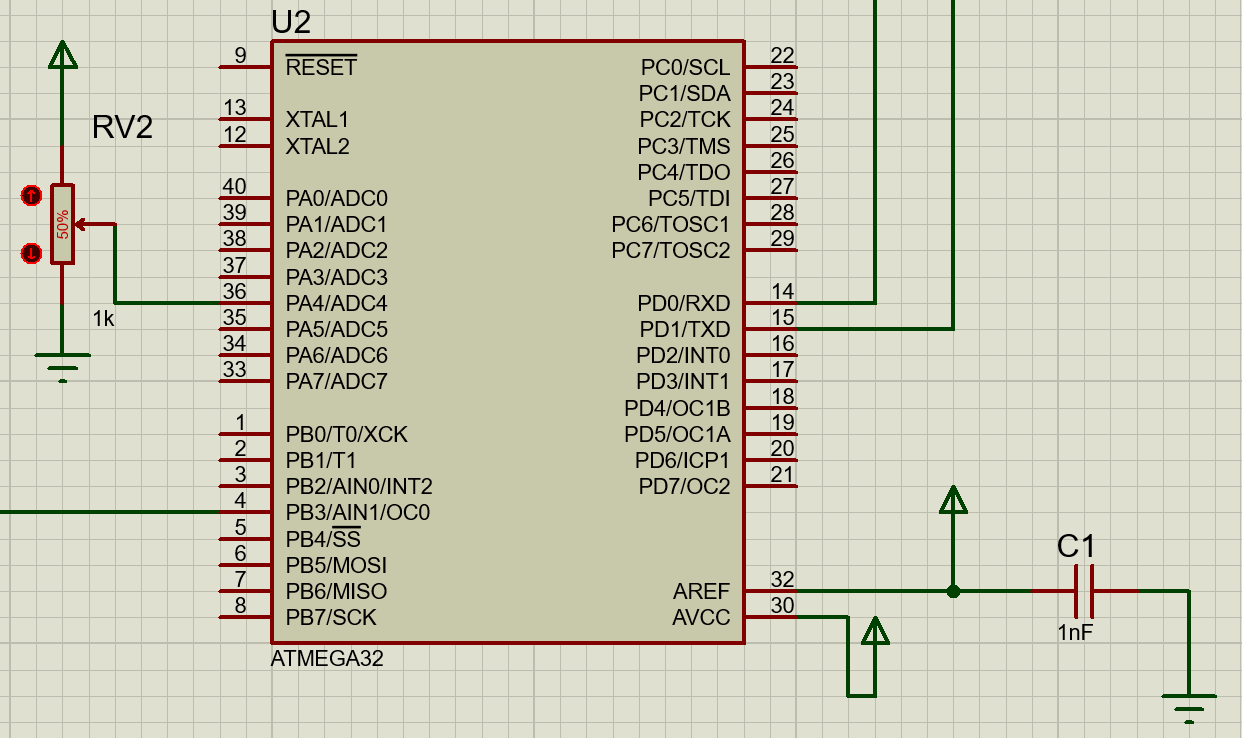 U2
9 RESET
PC0/SCL 22
PC1/SDA 23
13 XTAL1
PC2/TCK 24
12 XTAL2
PC3/TMS 25
PC4/TDO 26
40 PA0/ADC0
PC5/TDI 27
39 PA1/ADC1
PC6/TOSC1 28
38 PA2/ADC2
PC7/TOSC2 29
37 PA3/ADC3
36 PA4/ADC4
PD0/RXD 14
35 PA5/ADC5
PD1/TXD 15
34 PA6/ADC6
PD2/INT0 16
33 PA7/ADC7
PD3/INT1 17
PD4/OC1B 18
1 PB0/T0/XCK
PD5/OC1A 19
2 PB1/T1
PD6/ICP1 20
3 PB2/AIN0/INT2
PD7/OC2 21
4 PB3/AIN1/OC0
5 PB4/SS
6 PB5/MOSI
7 PB6/MISO
AREF 32
8 PB7/SCK
AVCC 30
ATMEGA32
RV2
50%
1k
C1
1nF